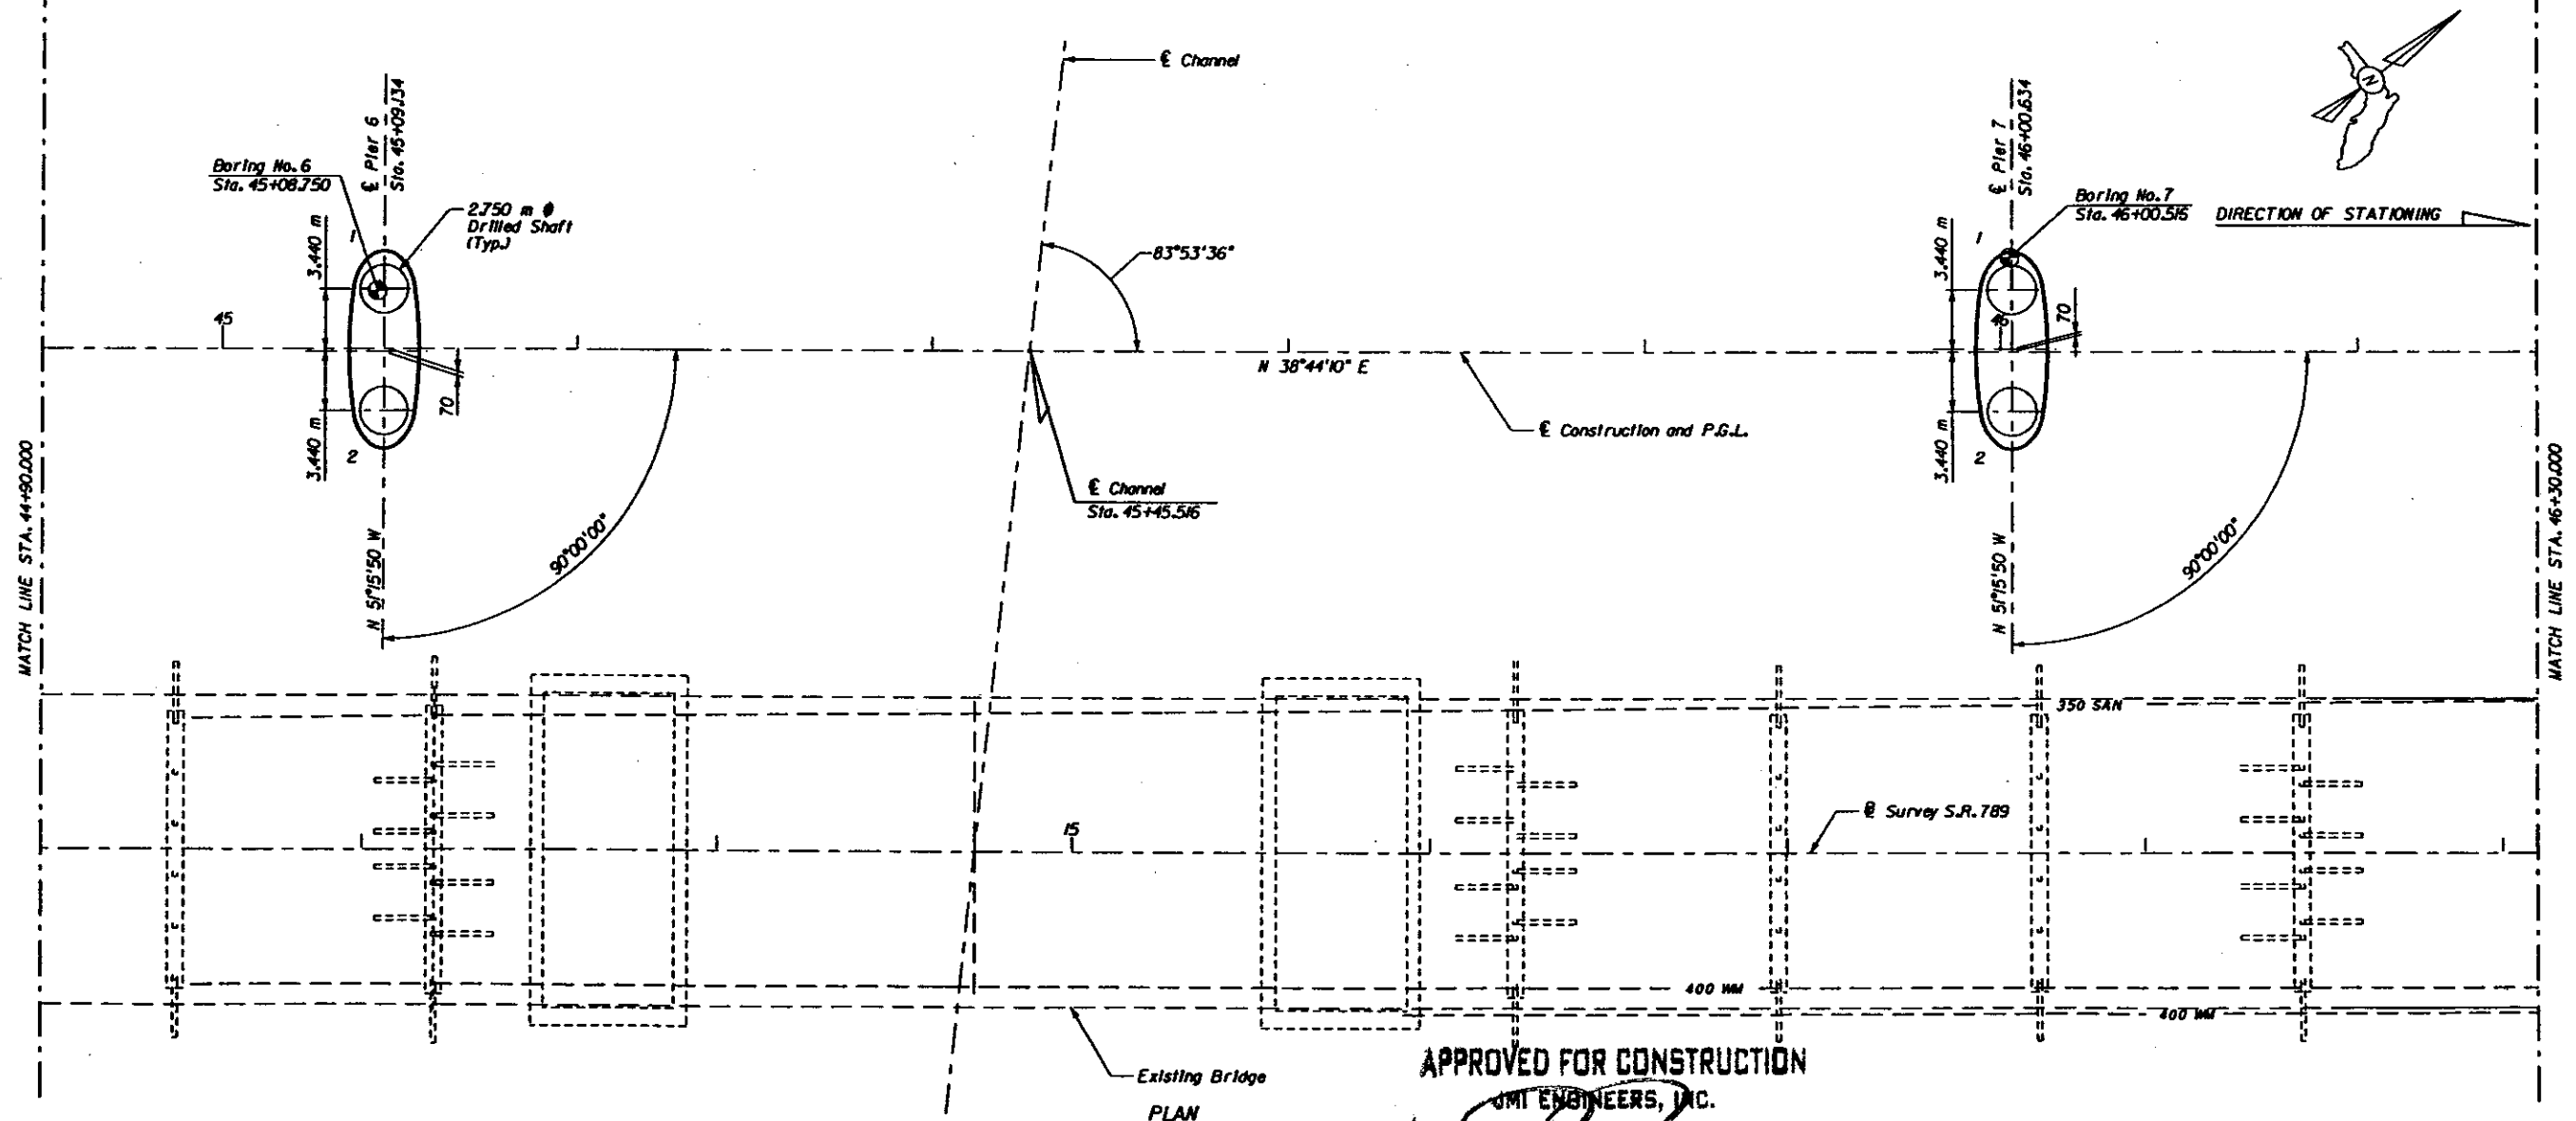 ℄ Channel
℄ Pier 6
Sta. 45+09.134
Boring No. 6
Sta. 45+08.750
2.750 m ϕ
Drilled Shaft
(Typ.)
3.440 m
1
45
70
3.440 m
2
N 51°15'50" W
90°00'00"
83°53'36"
N 38°44'10" E
℄ Construction and P.G.L.
℄ Channel
Sta. 45+45.516
℄ Pier 7
Sta. 46+00.634
Boring No. 7
Sta. 46+00.516
DIRECTION OF STATIONING
N
3.440 m
1
46
70
3.440 m
2
N 51°15'50" W
90°00'00"
MATCH LINE STA. 44+90.000
MATCH LINE STA. 46+30.000
350 SAN
15
Survey S.R. 789
400 WM
400 WM
Existing Bridge
PLAN
APPROVED FOR CONSTRUCTION
JMI ENGINEERS, INC.